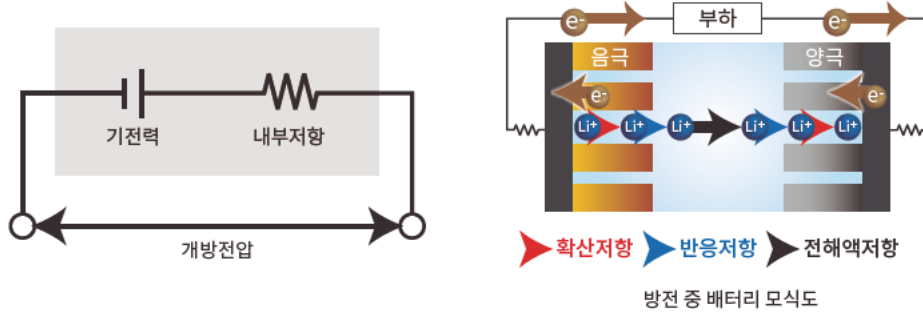 기전력
내부저항
개방전압
e-
부하
e-
음극
양극
e-
e-
Li+
Li+
Li+
Li+
Li+
Li+
확산저항
반응저항
전해액저항
방전 중 배터리 모식도